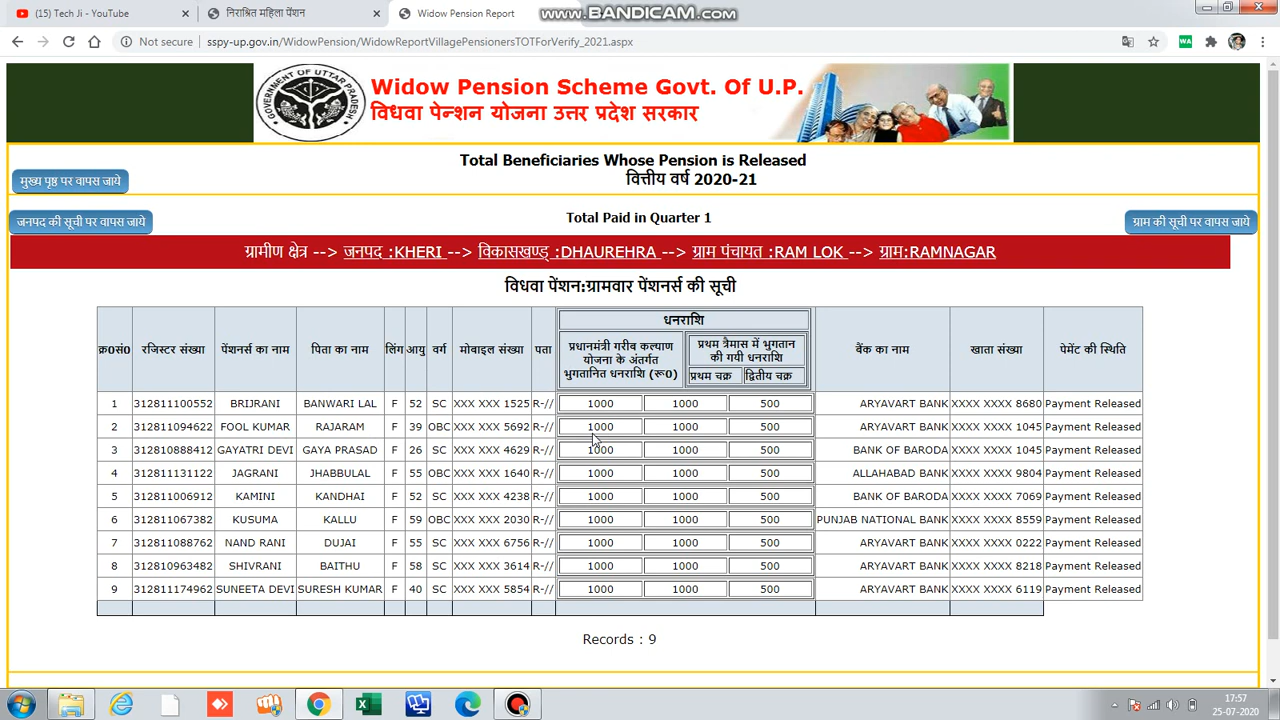 (15) Tech Ji - YouTube × निराश्रित महिला पेंशन × Widow Pension Report www.BANDICAM.com
Not secure | sspy-up.gov.in/WidowPension/WidowReportVillagePensionersTOTForVerify_2021.aspx
GOVERNMENT OF UTTAR PRADESH
Widow Pension Scheme Govt. Of U.P.
विधवा पेन्शन योजना उत्तर प्रदेश सरकार
Total Beneficiaries Whose Pension is Released
वित्तीय वर्ष 2020-21
मुख्य पृष्ठ पर वापस जाये
Total Paid in Quarter 1
जनपद की सूची पर वापस जाये
ग्राम की सूची पर वापस जाये
ग्रामीण क्षेत्र --> जनपद :KHERI --> विकासखण्ड :DHAUREHRA --> ग्राम पंचायत :RAM LOK --> ग्राम:RAMNAGAR
विधवा पेंशन:ग्रामवार पेंशनर्स की सूची
क्र0सं0 रजिस्टर संख्या पेंशनर्स का नाम पिता का नाम लिंग आयु वर्ग मोबाइल संख्या पता धनराशि बैंक का नाम खाता संख्या पेमेंट की स्थिति
प्रधानमंत्री गरीब कल्याण
योजना के अंतर्गत
भुगतानित धनराशि (रू0)
प्रथम त्रैमास में भुगतान
की गयी धनराशि
प्रथम चक्र द्वितीय चक्र
1 312811100552 BRIJRANI BANWARI LAL F 52 SC XXX XXX 1525 R-// 1000 1000 500 ARYAVART BANK XXXX XXXX 8680 Payment Released
2 312811094622 FOOL KUMAR RAJARAM F 39 OBC XXX XXX 5692 R-// 1000 1000 500 ARYAVART BANK XXXX XXXX 1045 Payment Released
3 312810888412 GAYATRI DEVI GAYA PRASAD F 26 SC XXX XXX 4629 R-// 1000 1000 500 BANK OF BARODA XXXX XXXX 1045 Payment Released
4 312811131122 JAGRANI JHABBULAL F 55 OBC XXX XXX 1640 R-// 1000 1000 500 ALLAHABAD BANK XXXX XXXX 9804 Payment Released
5 312811006912 KAMINI KANDHAI F 52 SC XXX XXX 4238 R-// 1000 1000 500 BANK OF BARODA XXXX XXXX 7069 Payment Released
6 312811067382 KUSUMA KALLU F 59 OBC XXX XXX 2030 R-// 1000 1000 500 PUNJAB NATIONAL BANK XXXX XXXX 8559 Payment Released
7 312811088762 NAND RANI DUJAI F 55 SC XXX XXX 6756 R-// 1000 1000 500 ARYAVART BANK XXXX XXXX 0222 Payment Released
8 312810963482 SHIVRANI BAITHU F 58 SC XXX XXX 3614 R-// 1000 1000 500 ARYAVART BANK XXXX XXXX 8218 Payment Released
9 312811174962 SUNEETA DEVI SURESH KUMAR F 40 SC XXX XXX 5854 R-// 1000 1000 500 ARYAVART BANK XXXX XXXX 6119 Payment Released
Records : 9
17:57
25-07-2020